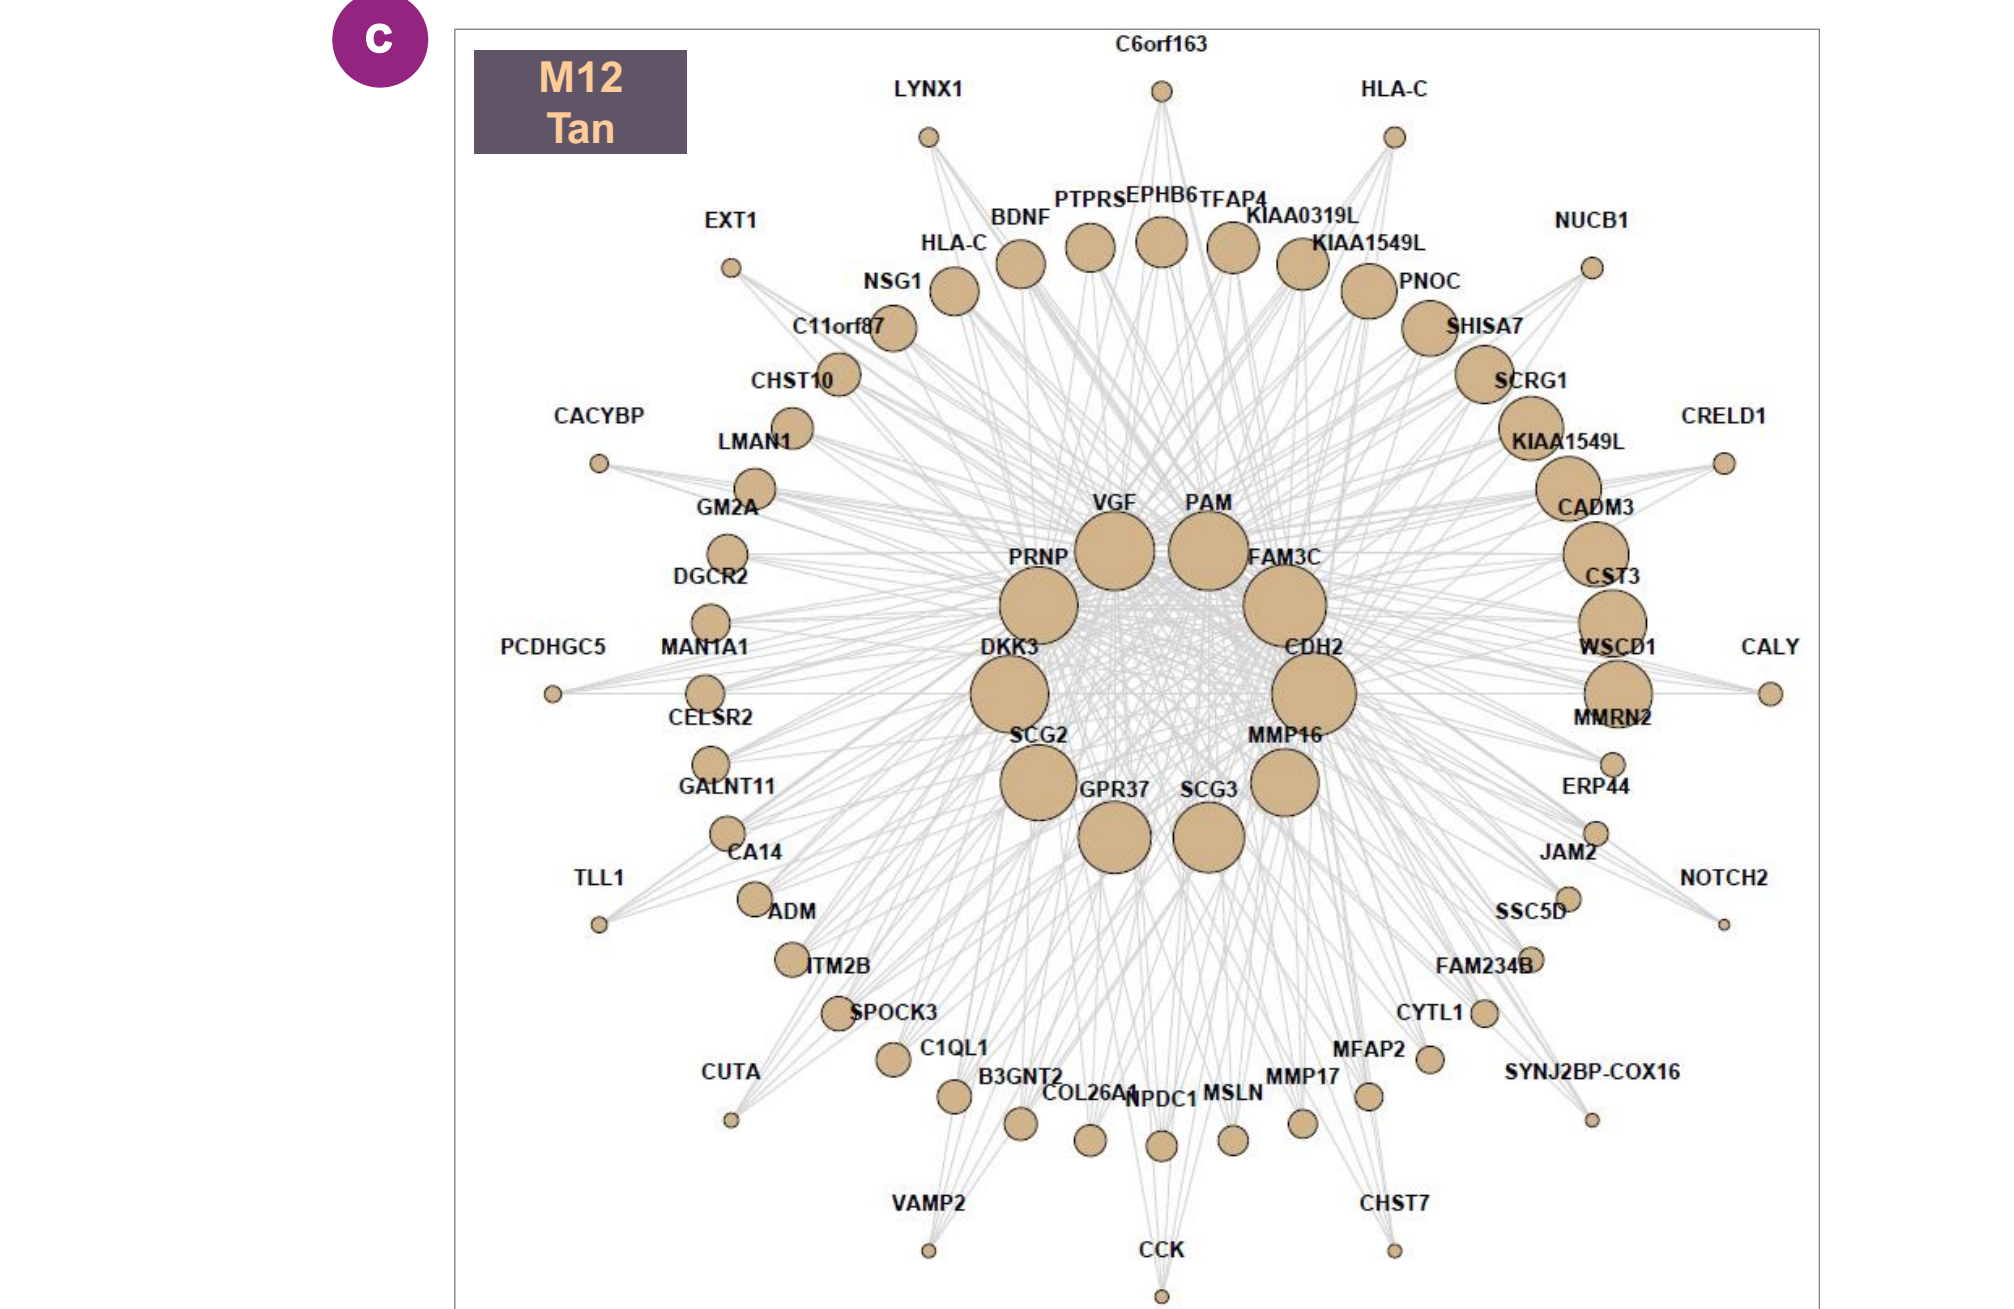 C
M12
Tan
C6orf163
LYNX1
HLA-C
EXT1
NUCB1
PTPRS
EPHB6
TFAP4
BDNF
KIAA0319L
HLA-C
KIAA1549L
NSG1
PNOC
C11orf87
SHISA7
CHST10
SCRG1
CACYBP
CRELD1
LMAN1
KIAA1549L
GM2A
VGF
PAM
CADM3
PRNP
FAM3C
DGCR2
CST3
PCDHGC5
MAN1A1
DKK3
CDH2
WSCD1
CALY
CELSR2
MMRN2
SCG2
MMP16
GALNT11
GPR37
SCG3
ERP44
CA14
JAM2
TLL1
NOTCH2
ADM
SSC5D
ITM2B
FAM234B
SPOCK3
CYTL1
C1QL1
MFAP2
CUTA
B3GNT2
MMP17
SYNJ2BP-COX16
COL26A1
NPDC1
MSLN
VAMP2
CHST7
CCK